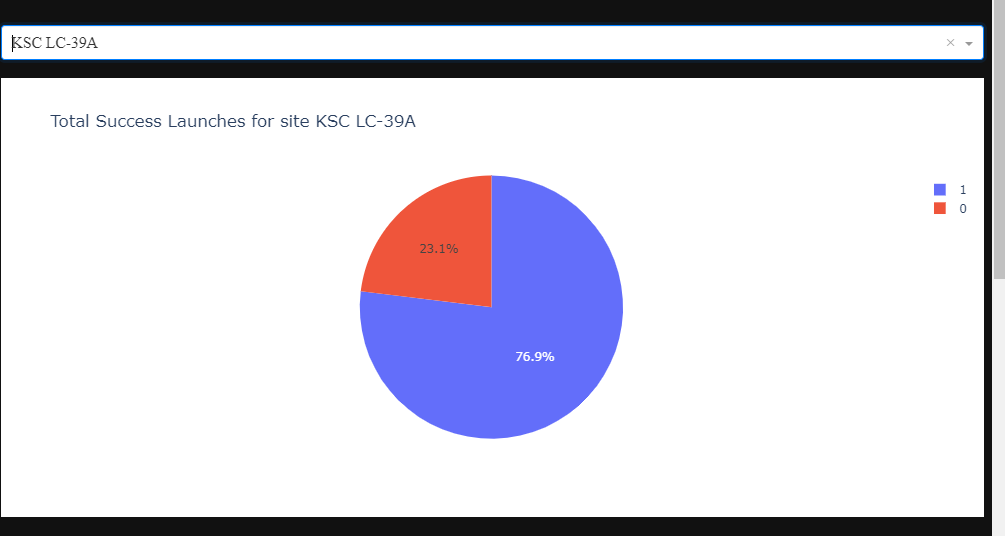 KSC LC-39A
Total Success Launches for site KSC LC-39A
1
0
23.1%
76.9%